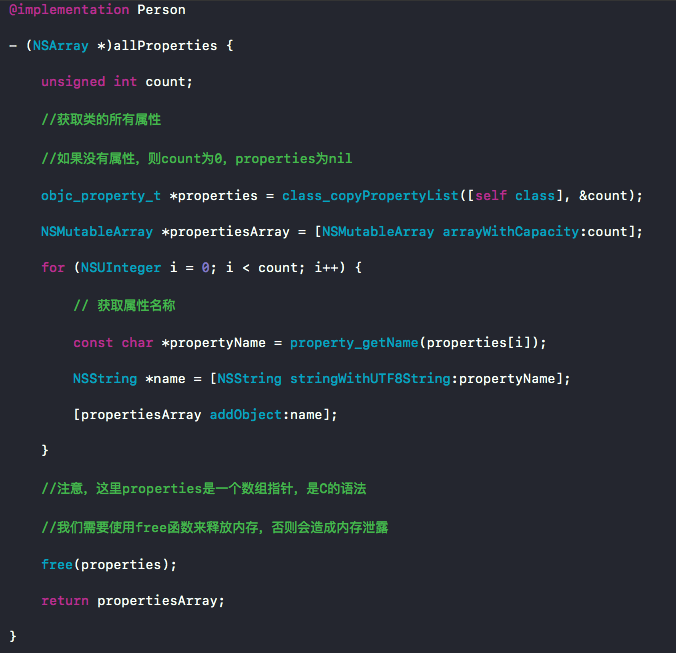 @implementation Person
- (NSArray *)allProperties {
unsigned int count;
//获取类的所有属性
//如果没有属性，则count为0，properties为nil
objc_property_t *properties = class_copyPropertyList([self class], &count);
NSMutableArray *propertiesArray = [NSMutableArray arrayWithCapacity:count];
for (NSUInteger i = 0; i < count; i++) {
// 获取属性名称
const char *propertyName = property_getName(properties[i]);
NSString *name = [NSString stringWithUTF8String:propertyName];
[propertiesArray addObject:name];
}
//注意，这里properties是一个数组指针，是C的语法
//我们需要使用free函数来释放内存，否则会造成内存泄露
free(properties);
return propertiesArray;
}